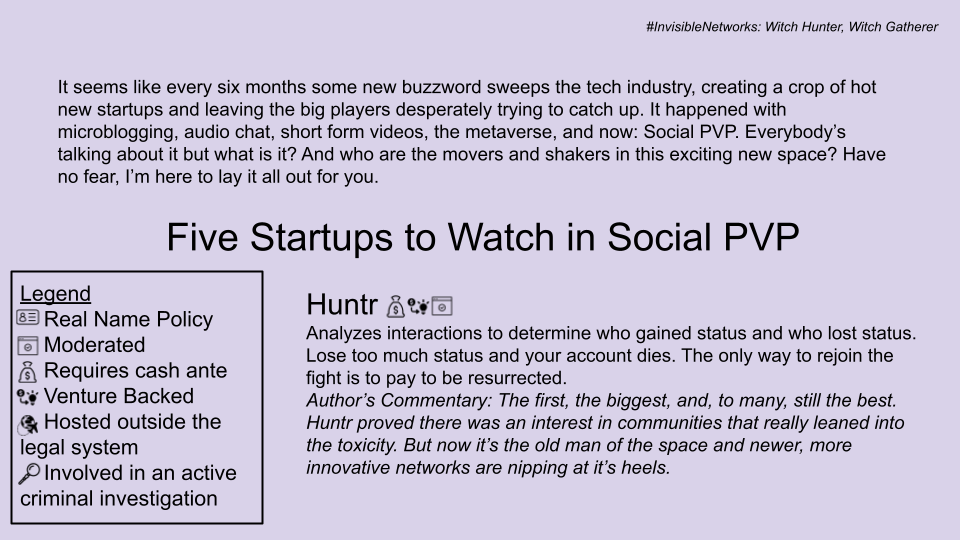 #InvisibleNetworks: Witch Hunter, Witch Gatherer
It seems like every six months some new buzzword sweeps the tech industry, creating a crop of hot
new startups and leaving the big players desperately trying to catch up. It happened with
microblogging, audio chat, short form videos, the metaverse, and now: Social PVP. Everybody’s
talking about it but what is it? And who are the movers and shakers in this exciting new space? Have
no fear, I’m here to lay it all out for you.
Five Startups to Watch in Social PVP
Legend
Real Name Policy
Moderated
Requires cash ante
Venture Backed
Hosted outside the
legal system
Involved in an active
criminal investigation
Huntr
Analyzes interactions to determine who gained status and who lost status.
Lose too much status and your account dies. The only way to rejoin the
fight is to pay to be resurrected.
Author’s Commentary: The first, the biggest, and, to many, still the best.
Huntr proved there was an interest in communities that really leaned into
the toxicity. But now it’s the old man of the space and newer, more
innovative networks are nipping at it’s heels.